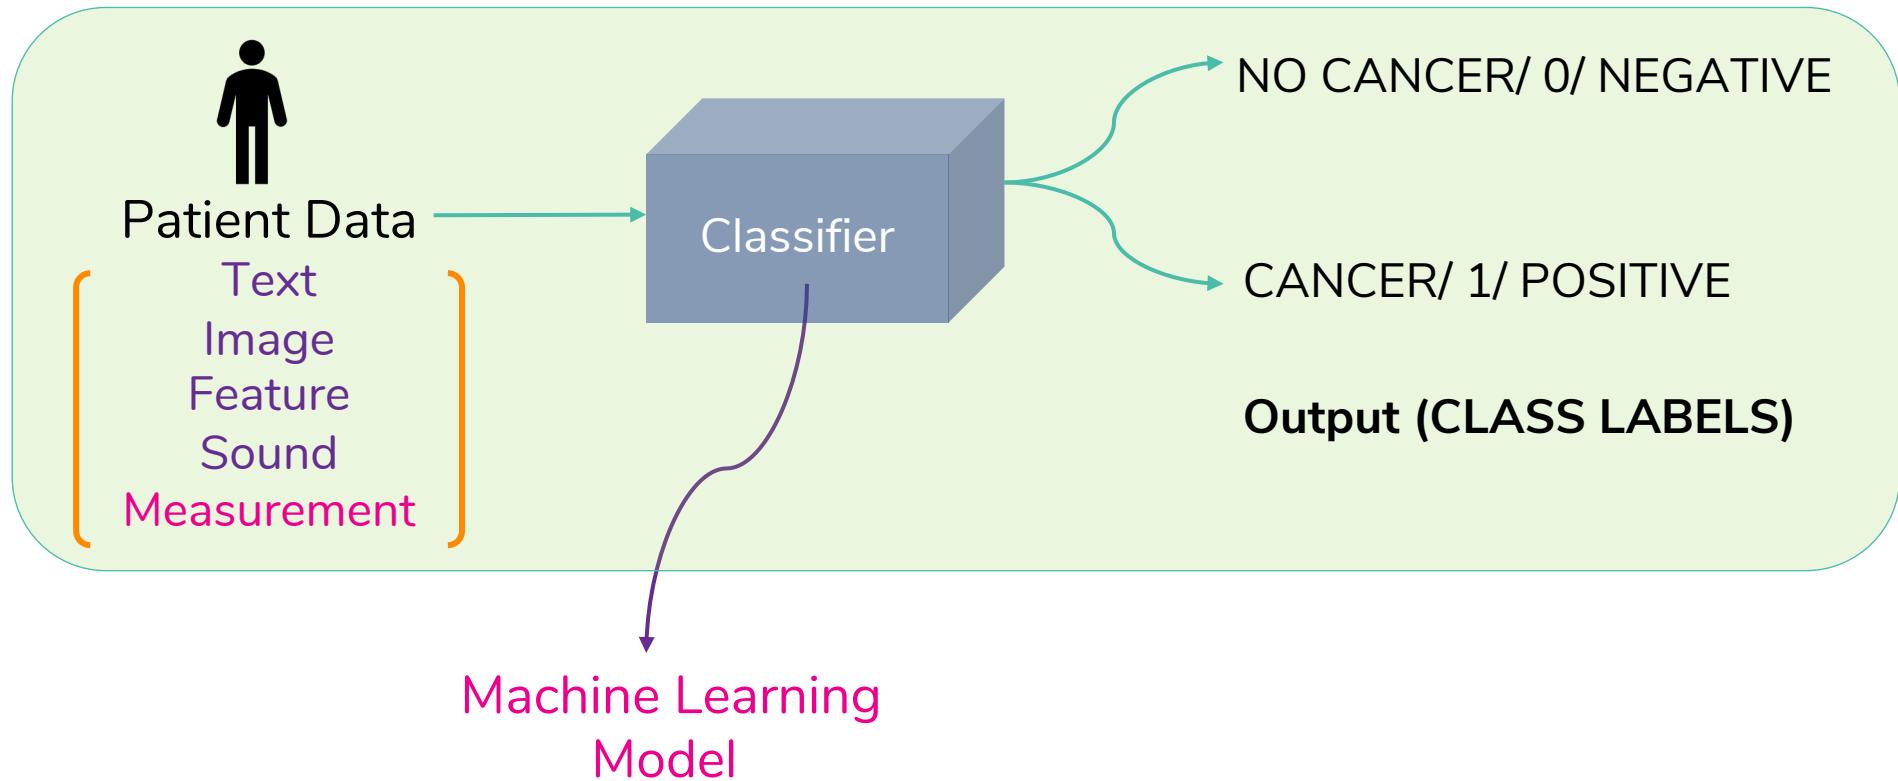 Patient Data
Text
Image
Feature
Sound
Measurement
Classifier
NO CANCER/ 0/ NEGATIVE
CANCER/ 1/ POSITIVE
Output (CLASS LABELS)
Machine Learning
Model